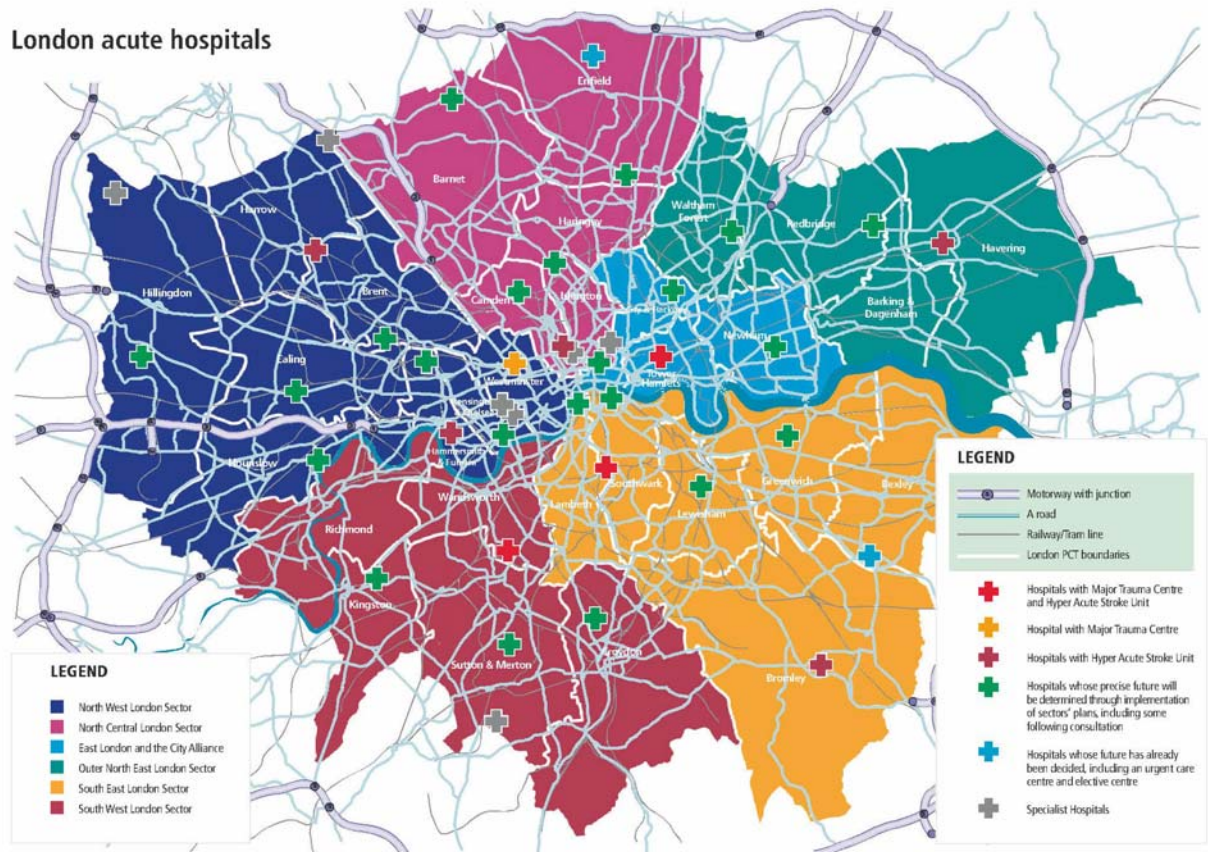 London acute hospitals
Enfield
Barnet
Harrow
Haringey
Waltham
Forest
Redbridge
Havering
Hillingdon
Brent
Camden
Islington
Barking &
Dagenham
Newham
Ealing
Westminster
Tower
Hamlets
Kensington
Hounslow
Hammersmith
& Fulham
Wandsworth
Southwark
Greenwich
Bexley
Lambeth
Lewisham
Richmond
Kingston
Sutton & Merton
Croydon
Bromley
LEGEND
Motorway with junction
A road
Railway/Tram line
London PCT boundaries
Hospitals with Major Trauma Centre
and Hyper Acute Stroke Unit
Hospital with Major Trauma Centre
Hospitals with Hyper Acute Stroke Unit
Hospitals whose precise future will
be determined through implementation
of sectors' plans, including some
following consultation
Hospitals whose future has already
been decided, including an urgent care
centre and elective centre
Specialist Hospitals
LEGEND
North West London Sector
North Central London Sector
East London and the City Alliance
Outer North East London Sector
South East London Sector
South West London Sector